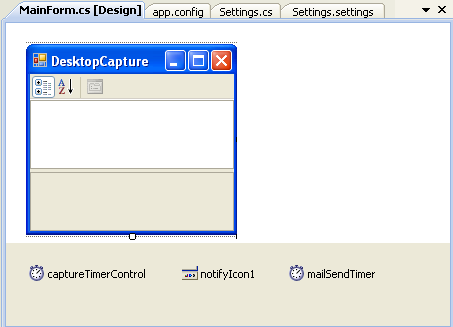 MainForm.cs [Design] app.config Settings.cs Settings.settings
DesktopCapture
A
Z
captureTimerControl notifyIcon1 mailSendTimer